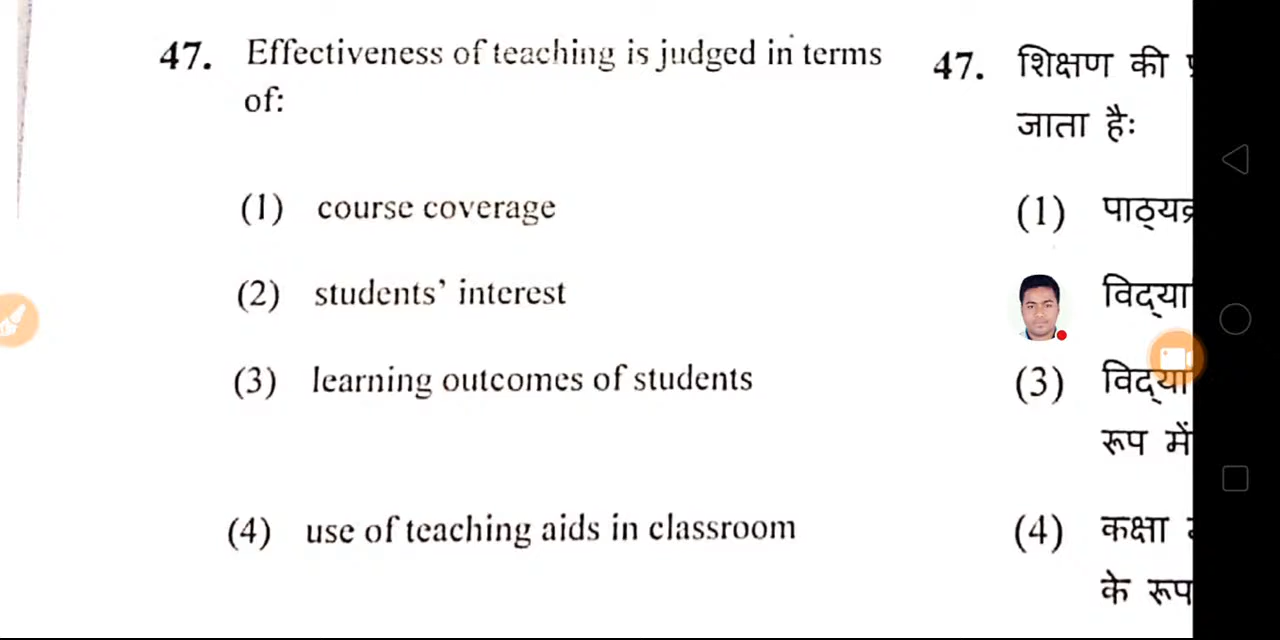 47. Effectiveness of teaching is judged in terms
of:
(1) course coverage
(2) students' interest
(3) learning outcomes of students
(4) use of teaching aids in classroom
47. शिक्षण की
जाता हैः
(1)
(3)
रूप में
(4) कक्षा
के रूप